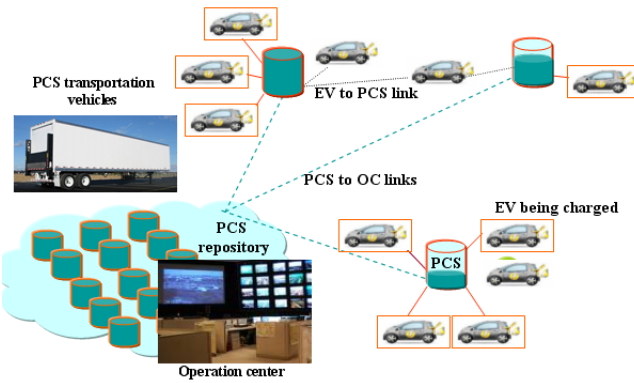 PCS transportation
vehicles
EV to PCS link
PCS to OC links
EV being charged
PCS
repository
PCS
Operation center